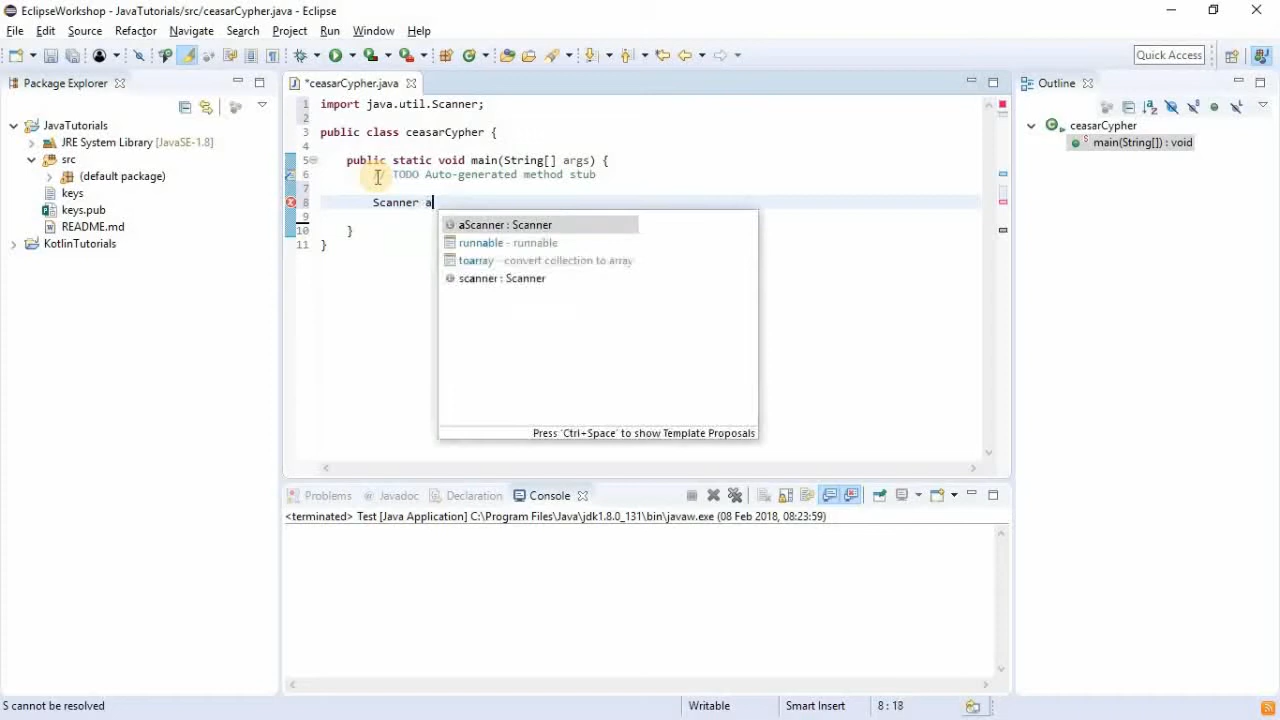 EclipseWorkshop - JavaTutorials/src/ceasarCypher.java - Eclipse
File Edit Source Refactor Navigate Search Project Run Window Help
Quick Access
Package Explorer
JavaTutorials
JRE System Library [JavaSE-1.8]
src
(default package)
keys
keys.pub
README.md
KotlinTutorials
*ceasarCypher.java
1 import java.util.Scanner;
2
3 public class ceasarCypher {
4
5 public static void main(String[] args) {
6 // TODO Auto-generated method stub
7
8 Scanner a
9
10 }
11 }
aScanner : Scanner
runnable - runnable
toarray - convert collection to array
scanner : Scanner
Press 'Ctrl+Space' to show Template Proposals
Outline
ceasarCypher
main(String[]) : void
Problems Javadoc Declaration Console
<terminated> Test [Java Application] C:\Program Files\Java\jdk1.8.0_131\bin\javaw.exe (08 Feb 2018, 08:23:59)
S cannot be resolved
Writable
Smart Insert
8 : 18